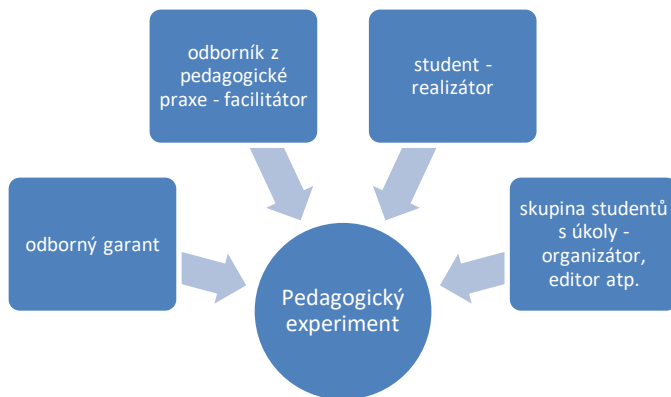 odborník z
pedagogické
praxe - facilitátor
student -
realizátor
odborný garant
skupina studentů
s úkoly -
organizátor,
editor atp.
Pedagogický
experiment